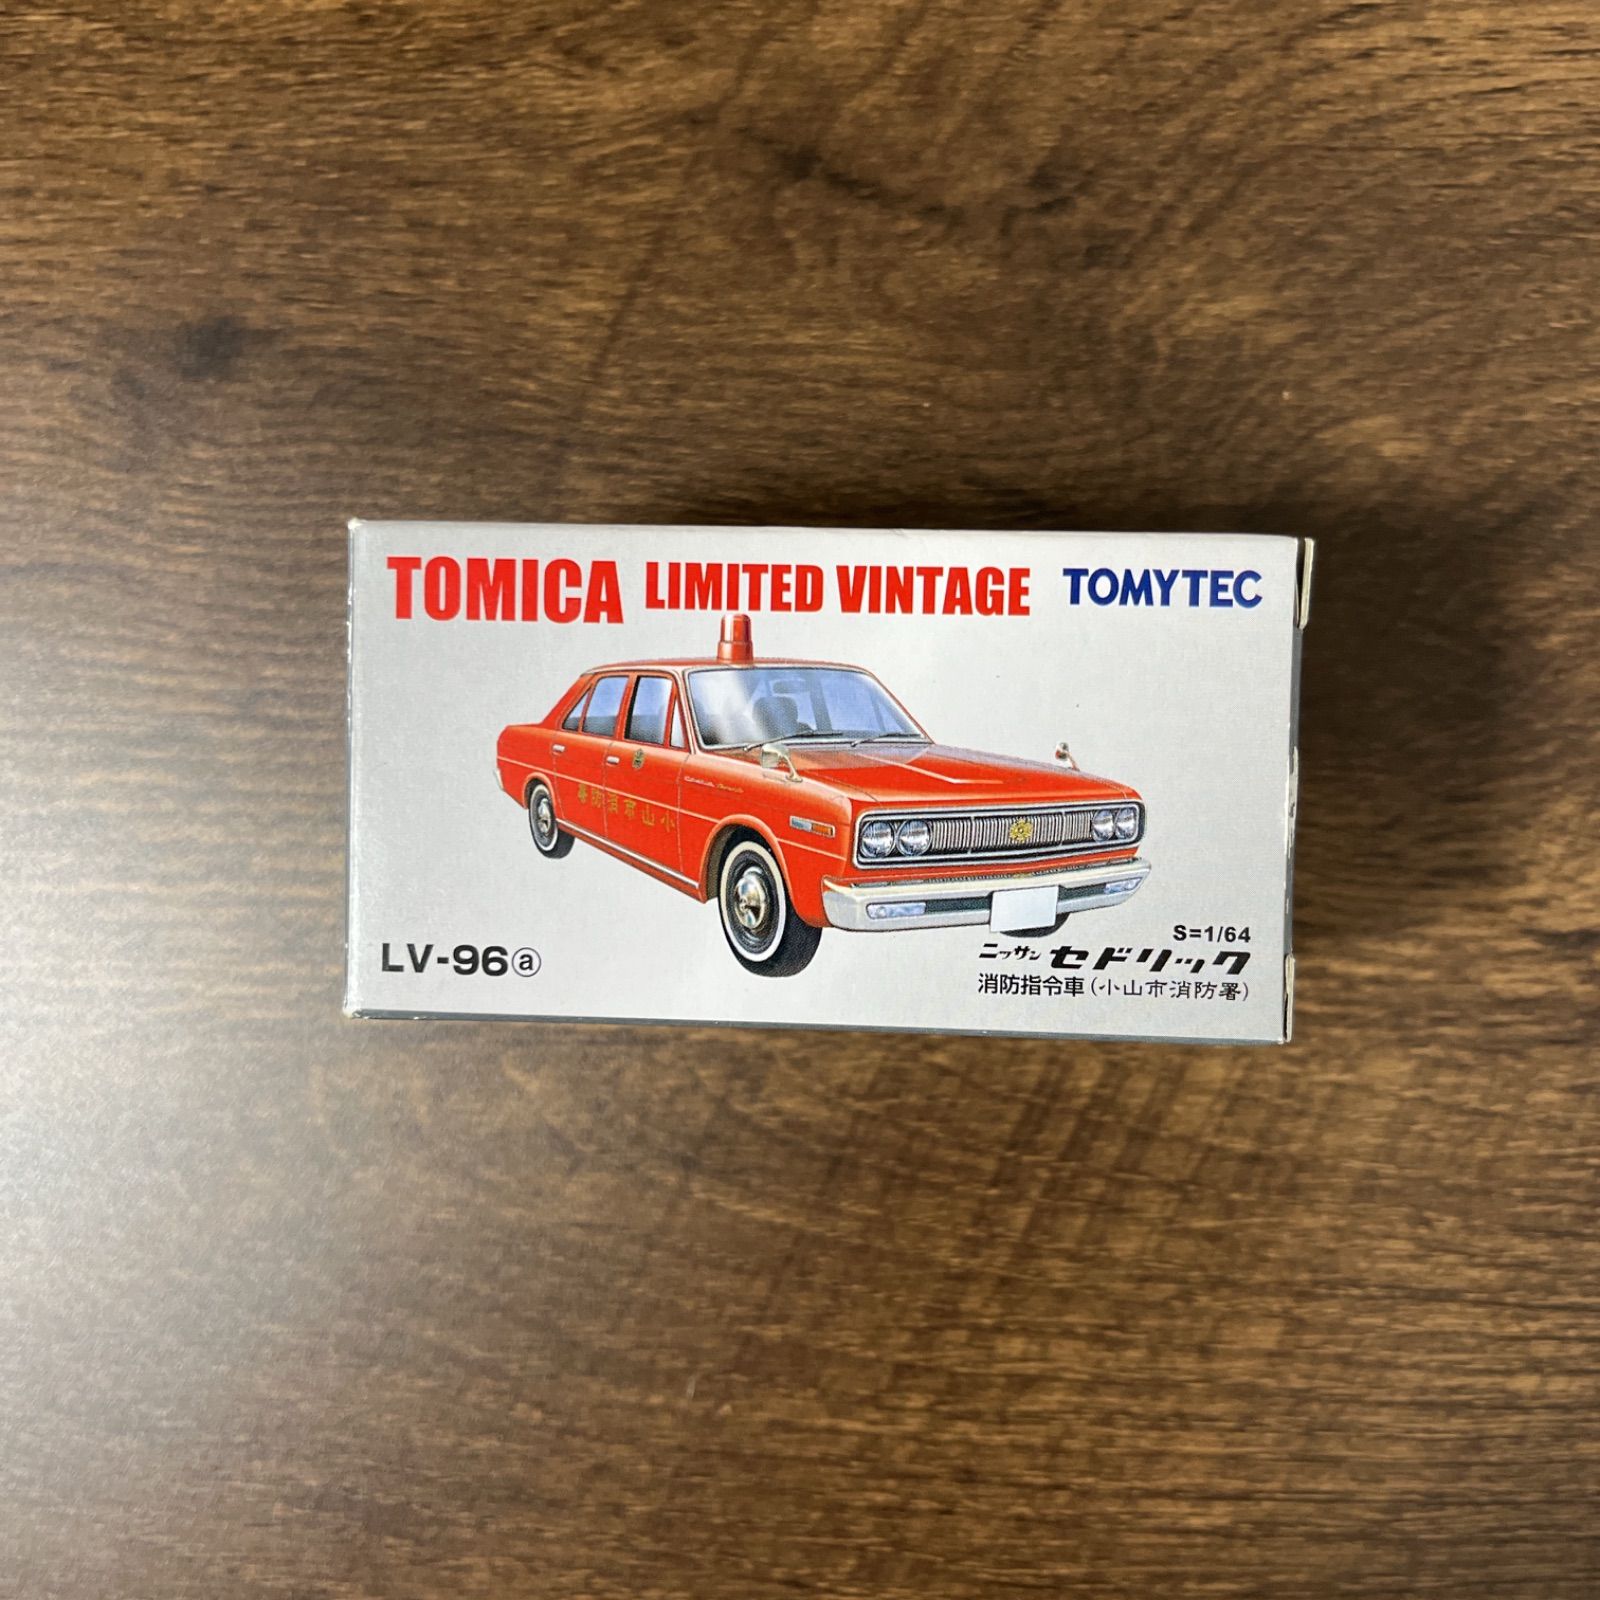 TOMICA LIMITED VINTAGE TOMYTEC
小山市消防署
LV-96ⓐ
S=1/64
ニッサン セドリック
消防指令車(小山市消防署)